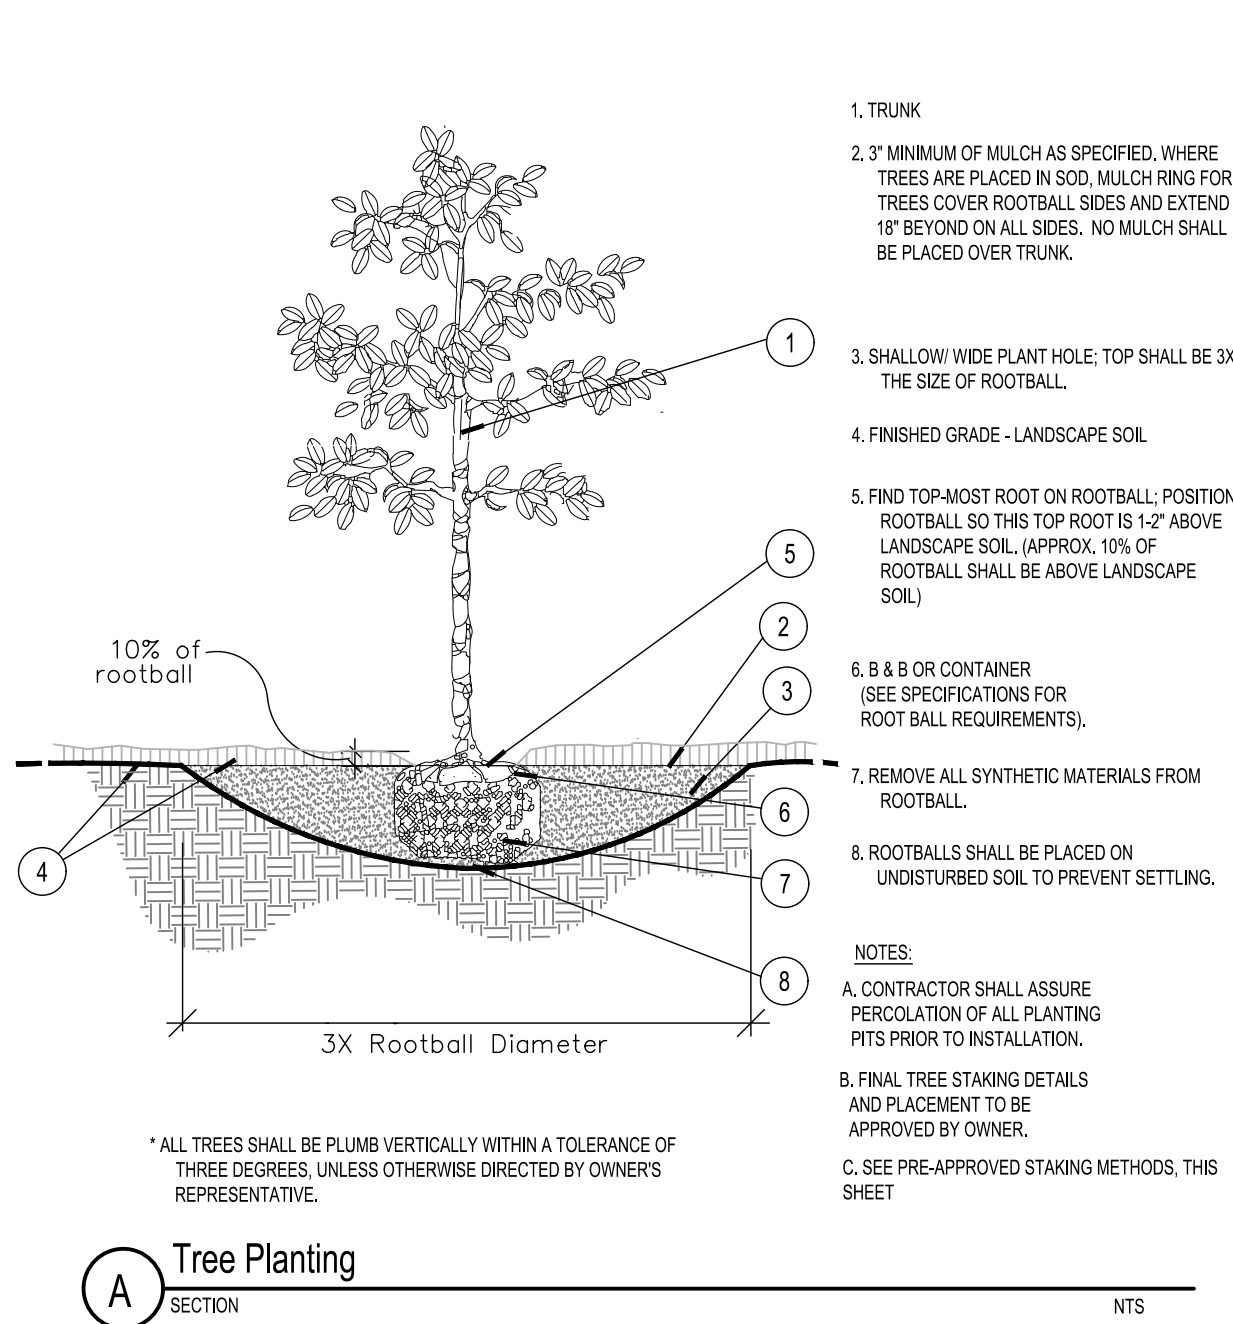 1. TRUNK
2. 3" MINIMUM OF MULCH AS SPECIFIED. WHERE
TREES ARE PLACED IN SOD, MULCH RING FOR
TREES COVER ROOTBALL SIDES AND EXTEND
18" BEYOND ON ALL SIDES. NO MULCH SHALL
BE PLACED OVER TRUNK.
3. SHALLOW/ WIDE PLANT HOLE; TOP SHALL BE 3X
THE SIZE OF ROOTBALL.
4. FINISHED GRADE - LANDSCAPE SOIL
5. FIND TOP-MOST ROOT ON ROOTBALL; POSITION
ROOTBALL SO THIS TOP ROOT IS 1-2" ABOVE
LANDSCAPE SOIL. (APPROX. 10% OF
ROOTBALL SHALL BE ABOVE LANDSCAPE
SOIL)
6. B & B OR CONTAINER
(SEE SPECIFICATIONS FOR
ROOT BALL REQUIREMENTS).
7. REMOVE ALL SYNTHETIC MATERIALS FROM
ROOTBALL.
8. ROOTBALLS SHALL BE PLACED ON
UNDISTURBED SOIL TO PREVENT SETTLING.
NOTES:
A. CONTRACTOR SHALL ASSURE
PERCOLATION OF ALL PLANTING
PITS PRIOR TO INSTALLATION.
B. FINAL TREE STAKING DETAILS
AND PLACEMENT TO BE
APPROVED BY OWNER.
C. SEE PRE-APPROVED STAKING METHODS, THIS
SHEET
1
5
2
3
6
7
8
4
10% of
rootball
3X Rootball Diameter
* ALL TREES SHALL BE PLUMB VERTICALLY WITHIN A TOLERANCE OF
THREE DEGREES, UNLESS OTHERWISE DIRECTED BY OWNER'S
REPRESENTATIVE.
A
Tree Planting
SECTION
NTS